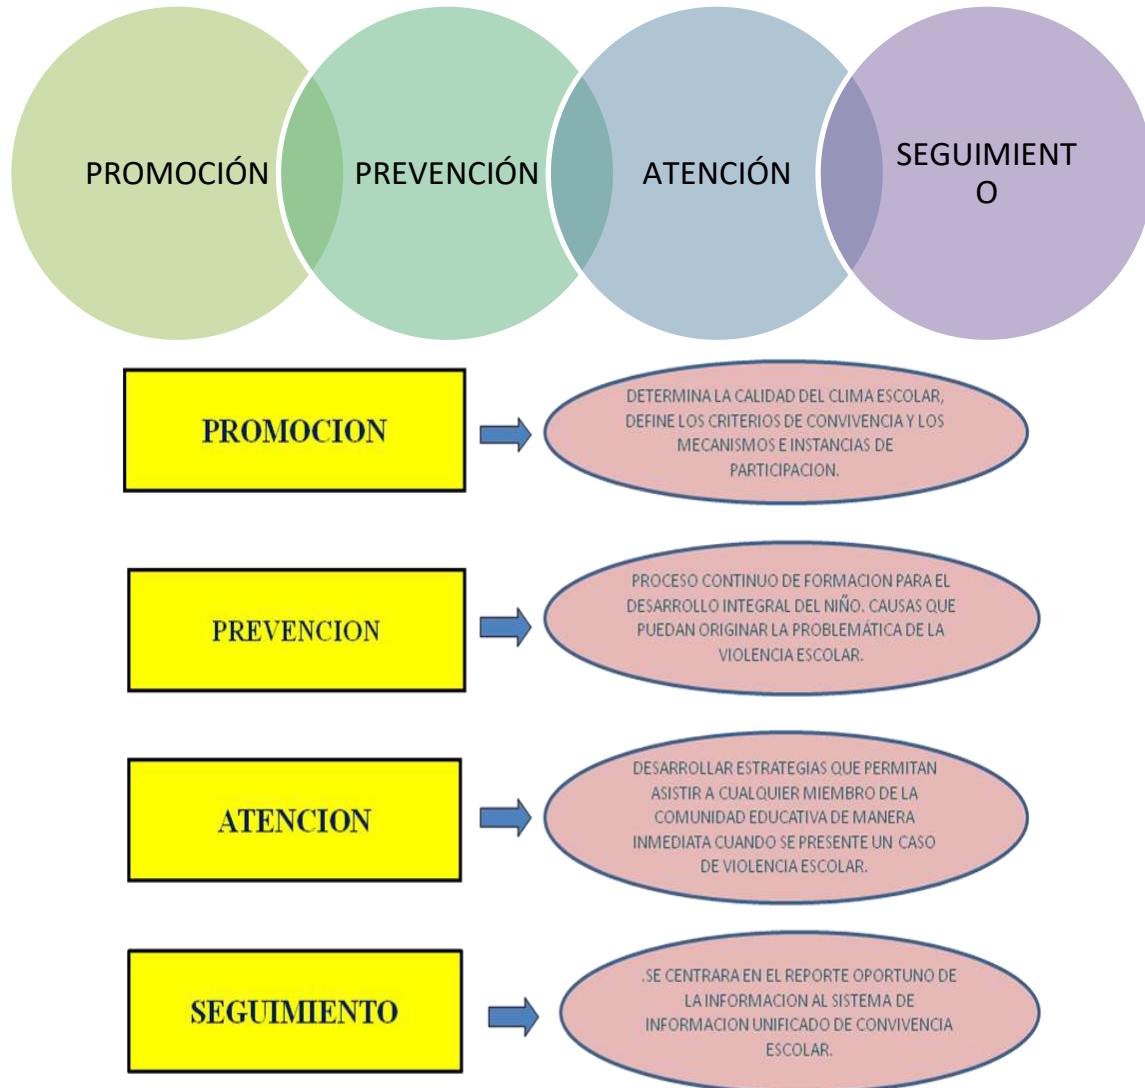 PROMOCIÓN
PREVENCIÓN
ATENCIÓN
SEGUIMIENT
O
PROMOCION
DETERMINA LA CALIDAD DEL CLIMA ESCOLAR,
DEFINE LOS CRITERIOS DE CONVIVENCIA Y LOS
MECANISMOS E INSTANCIAS DE
PARTICIPACION.
PREVENCION
PROCESO CONTINUO DE FORMACION PARA EL
DESARROLLO INTEGRAL DEL NIÑO. CAUSAS QUE
PUEDAN ORIGINAR LA PROBLEMÁTICA DE LA
VIOLENCIA ESCOLAR.
ATENCION
DESARROLLAR ESTRATEGIAS QUE PERMITAN
ASISTIR A CUALQUIER MIEMBRO DE LA
COMUNIDAD EDUCATIVA DE MANERA
INMEDIATA CUANDO SE PRESENTE UN CASO
DE VIOLENCIA ESCOLAR.
SEGUIMIENTO
.SE CENTRARA EN EL REPORTE OPORTUNO DE
LA INFORMACION AL SISTEMA DE
INFORMACION UNIFICADO DE CONVIVENCIA
ESCOLAR.